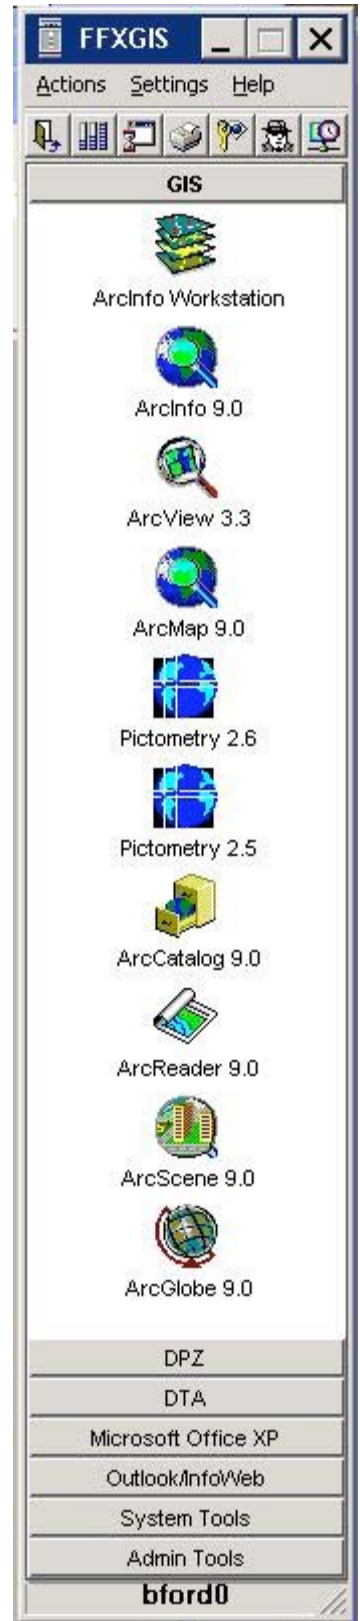 FFXGIS
Actions Settings Help
GIS
ArcInfo Workstation
ArcInfo 9.0
ArcView 3.3
ArcMap 9.0
Pictometry 2.6
Pictometry 2.5
ArcCatalog 9.0
ArcReader 9.0
ArcScene 9.0
ArcGlobe 9.0
DPZ
DTA
Microsoft Office XP
Outlook/InfoWeb
System Tools
Admin Tools
bford0